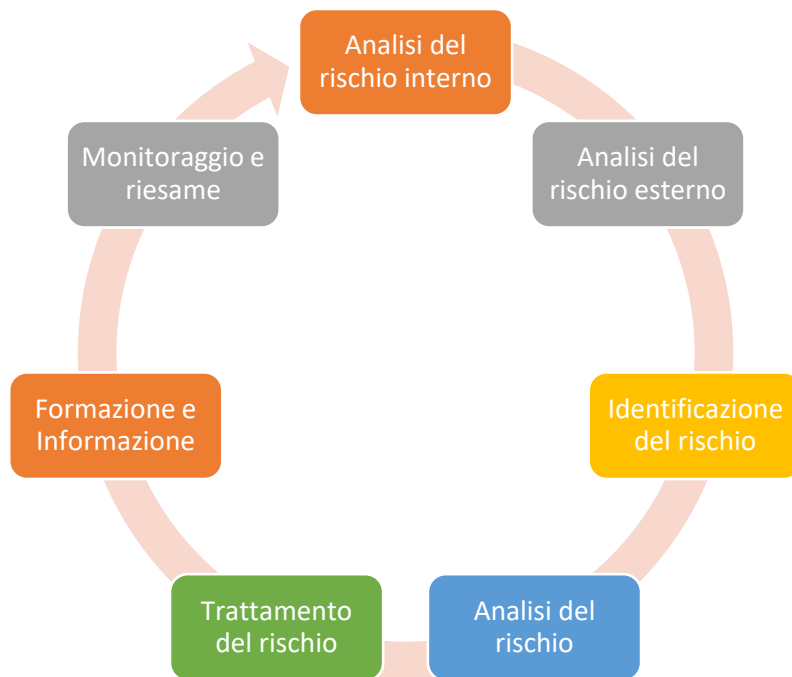 Analisi del
rischio interno
Analisi del
rischio esterno
Identificazione
del rischio
Analisi del
rischio
Trattamento
del rischio
Formazione e
Informazione
Monitoraggio e
riesame